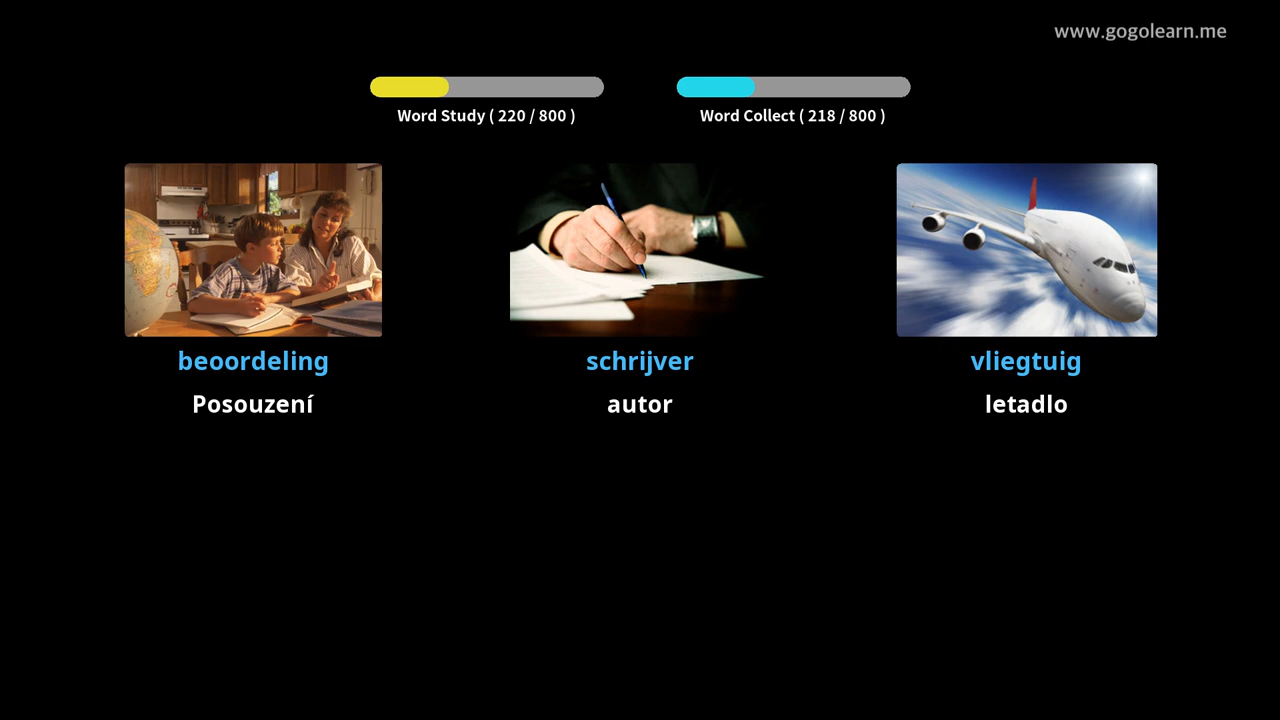 www.gogolearn.me
Word Study ( 220 / 800 )
Word Collect ( 218 / 800 )
beoordeling
schrijver
vliegtuig
Posouzení
autor
letadlo